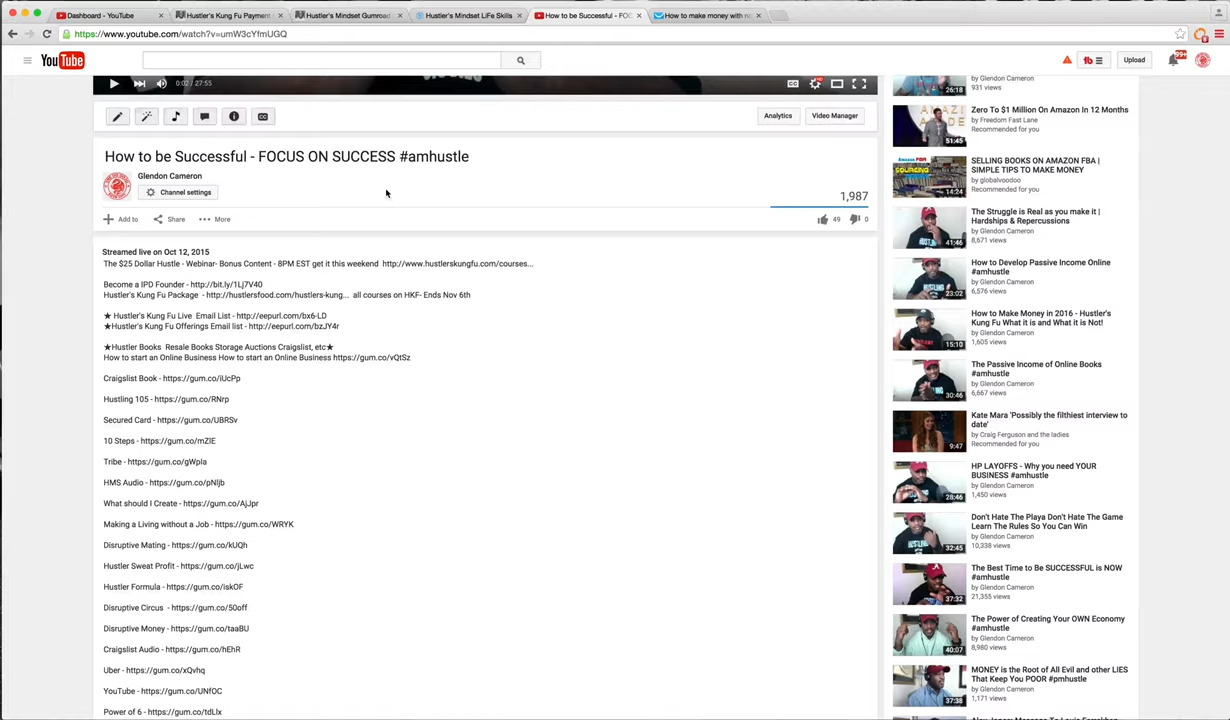 Dashboard - YouTube
Hustler's Kung Fu Payment
Hustler's Mindset Gumroad
Hustler's Mindset LiFe Skills
How to be Successful - FOC
How to make money with no
https://www.youtube.com/watch?v=umW3cYfmUGQ
YouTube
Upload
99+
0:02 / 27:55
Analytics
Video Manager
How to be Successful - FOCUS ON SUCCESS #amhustle
Glendon Cameron
Channel settings
1,987
Add to
Share
More
49
0
Streamed live on Oct 12, 2015
The $25 Dollar Hustle - Webinar- Bonus Content - 8PM EST get it this weekend http://www.hustlerskungfu.com/courses...
Become a IPD Founder - http://bit.ly/1Lj7V40
Hustler's Kung Fu Package - http://hustlersfood.com/hustlers-kung... all courses on HKF- Ends Nov 6th
★ Hustler's Kung Fu Live Email List - http://eepurl.com/bx6-LD
★Hustler's Kung Fu Offerings Email list - http://eepurl.com/bzJY4r
★Hustler Books Resale Books Storage Auctions Craigslist, etc★
How to start an Online Business How to start an Online Business https://gum.co/vQtSz
Craigslist Book - https://gum.co/iUcPp
Hustling 105 - https://gum.co/RNrp
Secured Card - https://gum.co/UBRSv
10 Steps - https://gum.co/mZlE
Tribe - https://gum.co/gWpIa
HMS Audio - https://gum.co/pNljb
What should I Create - https://gum.co/AjJpr
Making a Living without a Job - https://gum.co/WRYK
Disruptive Mating - https://gum.co/kUQh
Hustler Sweat Profit - https://gum.co/jLwc
Hustler Formula - https://gum.co/iskOF
Disruptive Circus - https://gum.co/50off
Disruptive Money - https://gum.co/taaBU
Craigslist Audio - https://gum.co/hEhR
Uber - https://gum.co/xQvhq
YouTube - https://gum.co/UNfOC
Power of 6 - https://gum.co/tdLlx
by Glendon Cameron
931 views
26:18
Zero To $1 Million On Amazon In 12 Months
by Freedom Fast Lane
Recommended for you
51:45
SELLING BOOKS ON AMAZON FBA |
SIMPLE TIPS TO MAKE MONEY
by globalvoodoo
Recommended for you
14:24
The Struggle is Real as you make it |
Hardships & Repercussions
by Glendon Cameron
8,671 views
41:46
How to Develop Passive Income Online
#amhustle
by Glendon Cameron
6,576 views
23:02
How to Make Money in 2016 - Hustler's
Kung Fu What it is and What it is Not!
by Glendon Cameron
1,605 views
15:10
The Passive Income of Online Books
#amhustle
by Glendon Cameron
6,667 views
30:46
Kate Mara 'Possibly the filthiest interview to
date'
by Craig Ferguson and the ladies
Recommended for you
9:47
HP LAYOFFS - Why you need YOUR
BUSINESS #amhustle
by Glendon Cameron
1,450 views
28:46
Don't Hate The Playa Don't Hate The Game
Learn The Rules So You Can Win
by Glendon Cameron
10,338 views
32:45
The Best Time to Be SUCCESSFUL is NOW
#amhustle
by Glendon Cameron
21,355 views
37:32
The Power of Creating Your OWN Economy
#amhustle
by Glendon Cameron
8,980 views
40:07
MONEY is the Root of All Evil and other LIES
That Keep You POOR #pmhustle
by Glendon Cameron
1,171 views
37:38